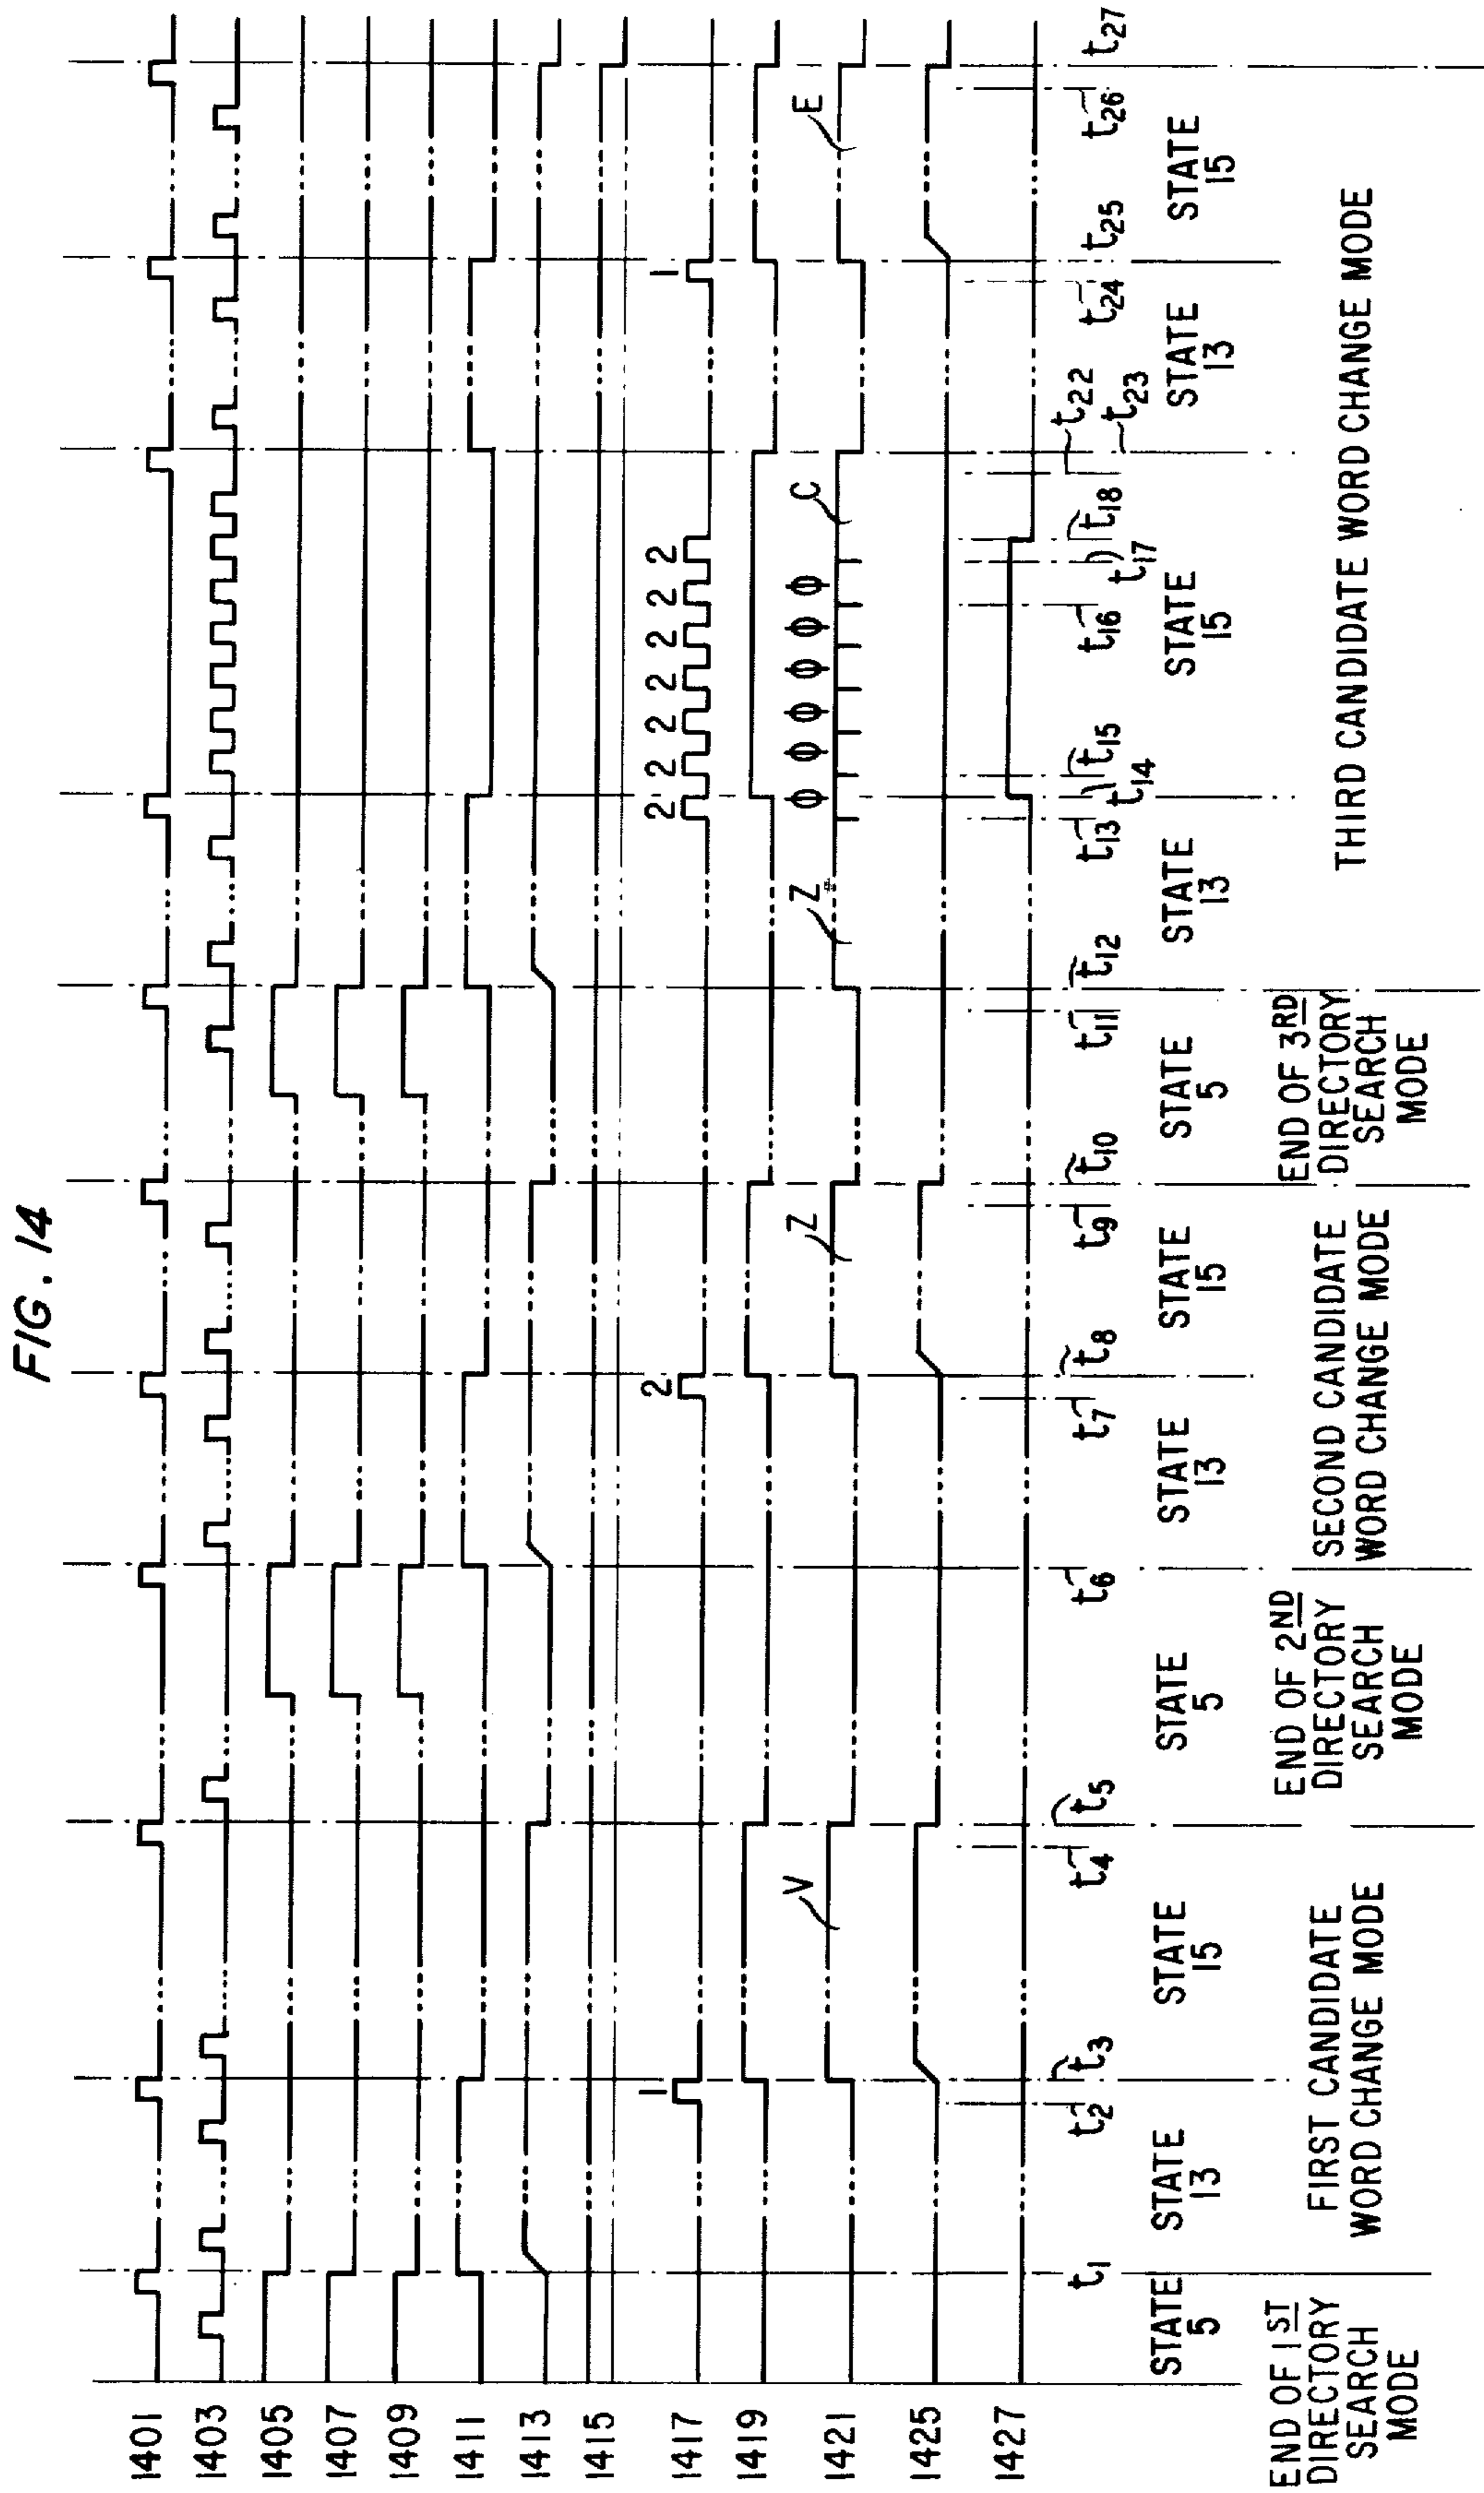 FIG. 14
1401
1403
1405
1407
1409
1411
1413
1415
1417
1 2 2 2 2 2 2 2 2 1
1419
1421
V Z Z ϕ ϕ ϕ ϕ ϕ ϕ C E
1425
1427
t1 t2 t3 t4 t5 t6 t7 t8 t9 t10 t11 t12 t13 t14 t15 t16 t17 t18 t22 t23 t24 t25 t26 t27
STATE 5
STATE 13
STATE 15
STATE 5
STATE 13
STATE 15
STATE 5
STATE 13
STATE 15
STATE 13
STATE 15
END OF 1ST
DIRECTORY
SEARCH
MODE
FIRST CANDIDATE
WORD CHANGE MODE
END OF 2ND
DIRECTORY
SEARCH
MODE
SECOND CANDIDATE
WORD CHANGE MODE
END OF 3RD
DIRECTORY
SEARCH
MODE
THIRD CANDIDATE WORD CHANGE MODE